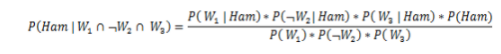 P(Ham | W₁ ∩ ¬W₂ ∩ W₃) = P( W₁ | Ham) * P(¬W₂| Ham) * P( W₃ | Ham) * P(Ham) / P( W₁) * P(¬W₂) * P( W₃)